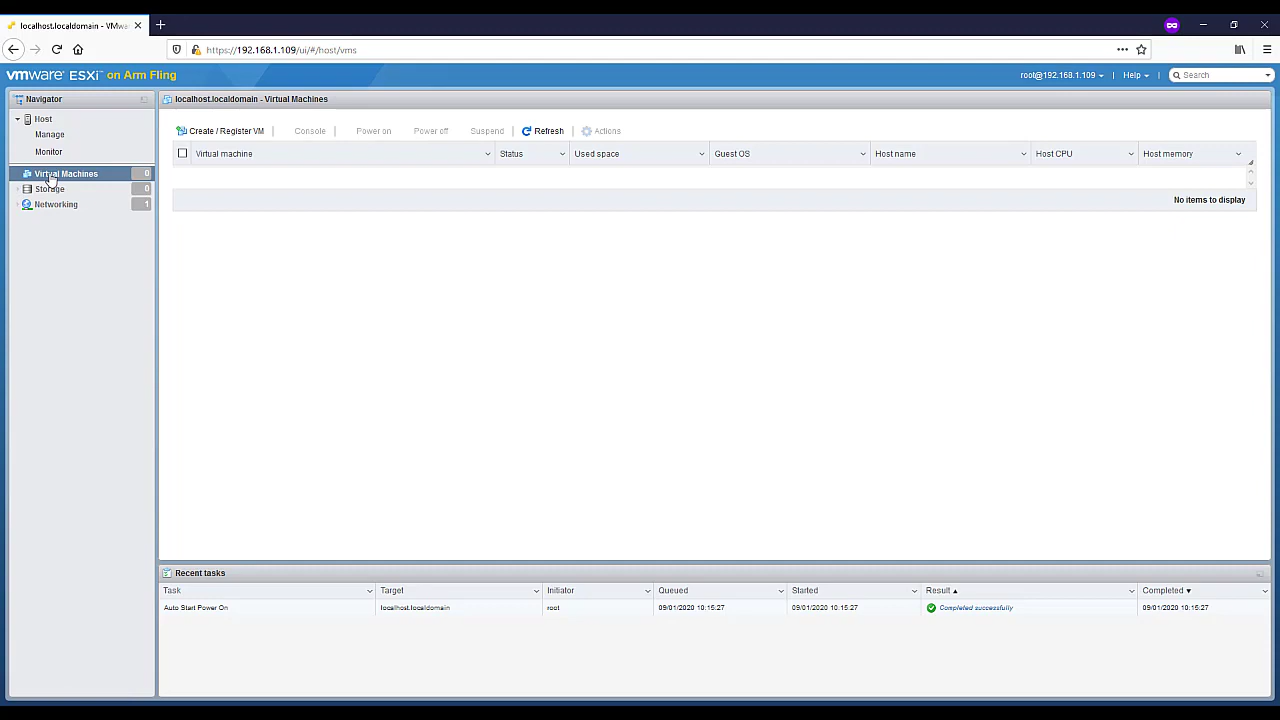 localhost.localdomain - VMwa
https://192.168.1.109/ui/#/host/vms
vmware ESXi on Arm Fling
root@192.168.1.109 Help Search
Navigator
Host
Manage
Monitor
Virtual Machines 0
Storage 0
Networking 1
localhost.localdomain - Virtual Machines
Create / Register VM | Console | Power on Power off Suspend | Refresh | Actions
Virtual machine Status Used space Guest OS Host name Host CPU Host memory
No items to display
Recent tasks
Task Target Initiator Queued Started Result Completed
Auto Start Power On localhost.localdomain root 09/01/2020 10:15:27 09/01/2020 10:15:27 Completed successfully 09/01/2020 10:15:27